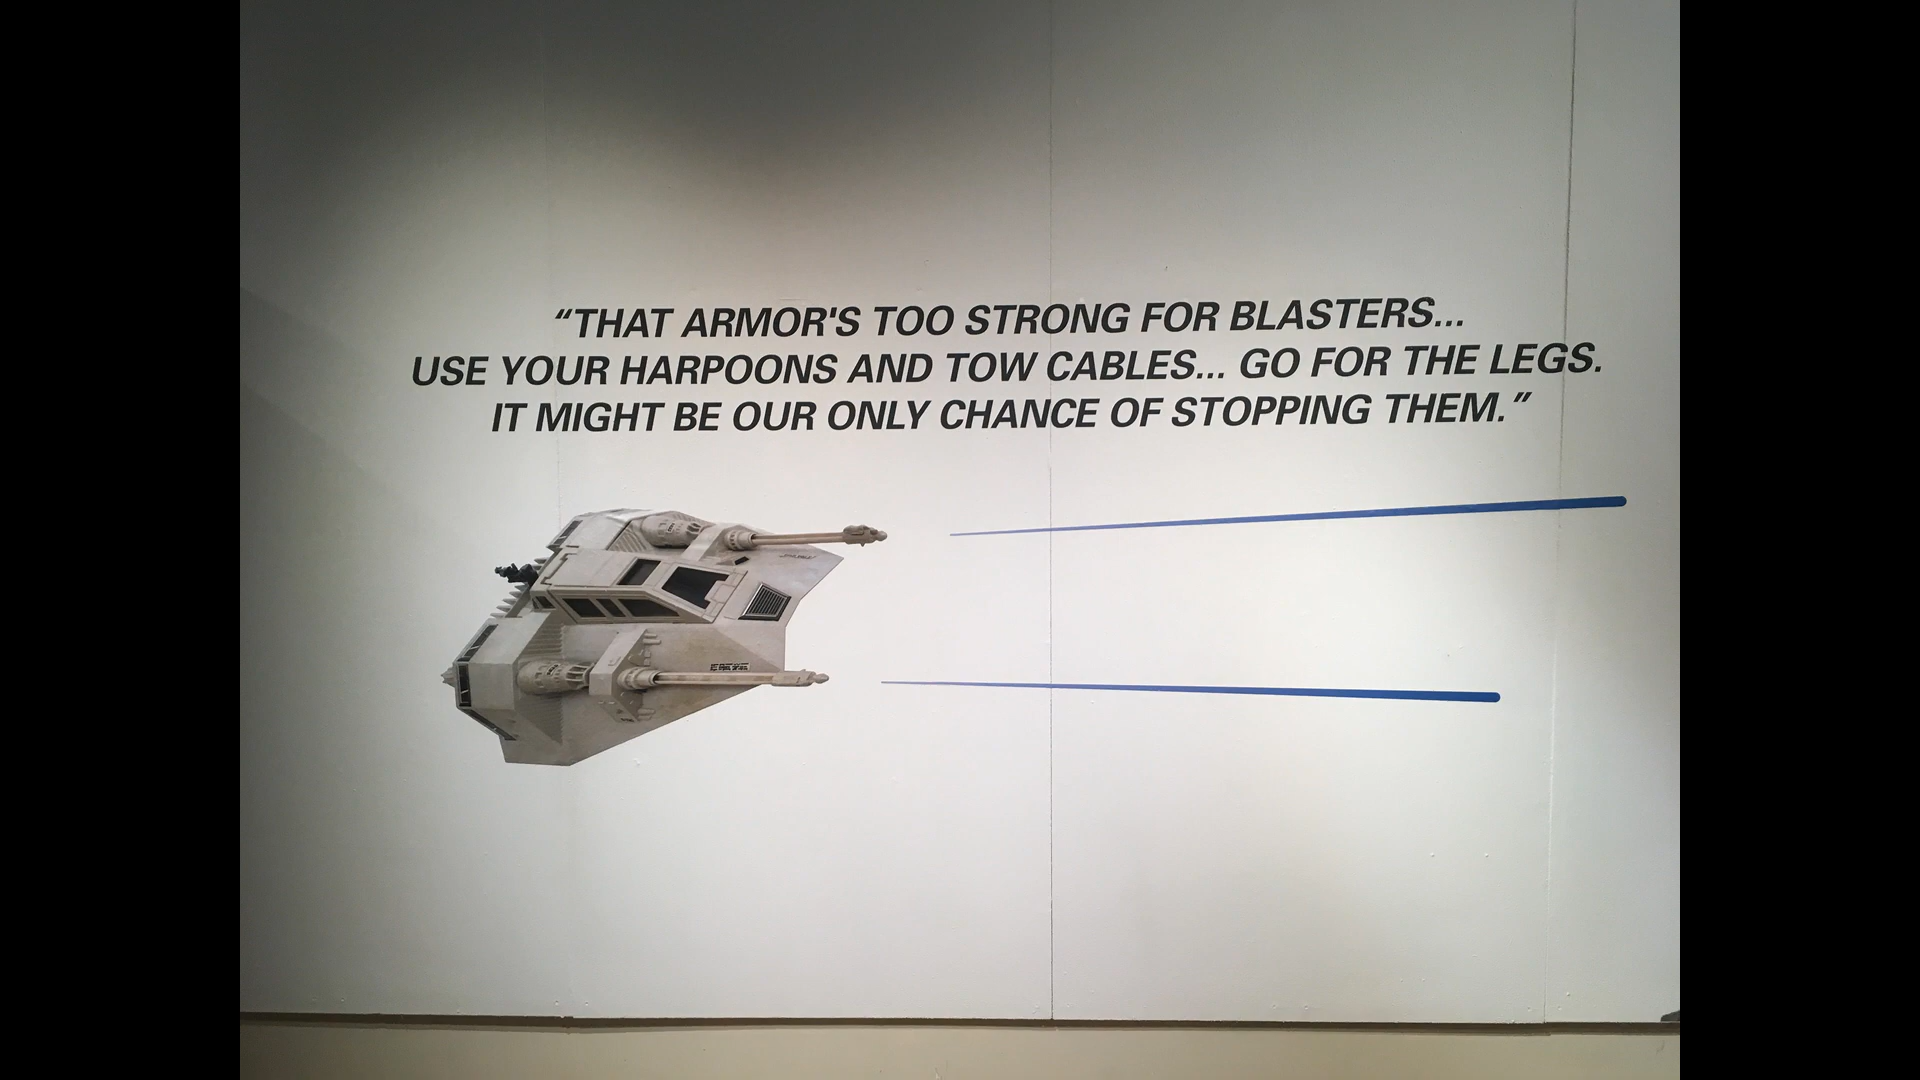 “THAT ARMOR'S TOO STRONG FOR BLASTERS...
USE YOUR HARPOONS AND TOW CABLES... GO FOR THE LEGS.
IT MIGHT BE OUR ONLY CHANCE OF STOPPING THEM.”